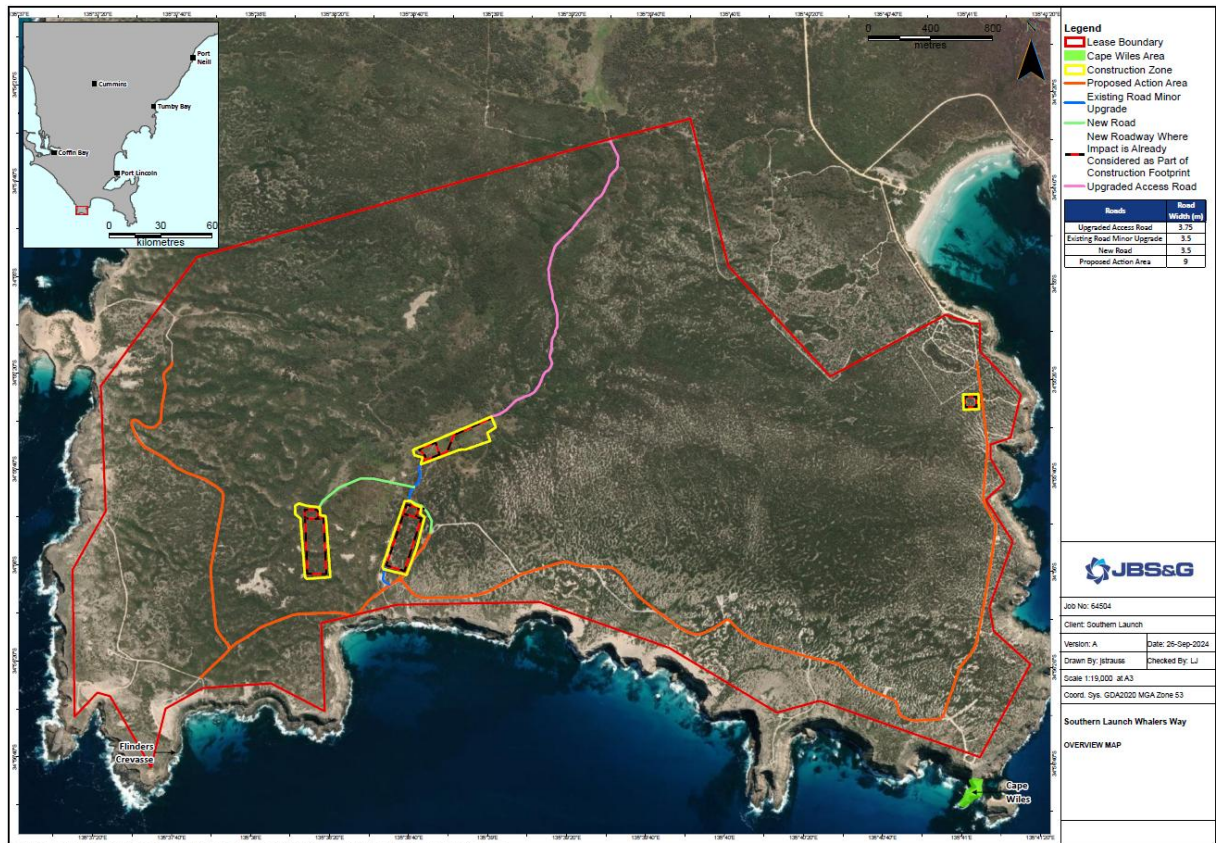 Port
Neill
Cummins
Tumby Bay
Coffin Bay
Port Lincoln
0 30 60
kilometres
0 400 800
metres
N
Flinders
Crevasse
Cape
Wiles
Legend
Lease Boundary
Cape Wiles Area
Construction Zone
Proposed Action Area
Existing Road Minor
Upgrade
New Road
New Roadway Where
Impact is Already
Considered as Part of
Construction Footprint
Upgraded Access Road
Roads Road
Width (m)
Upgraded Access Road 3.75
Existing Road Minor Upgrade 3.5
New Road 3.5
Proposed Action Area 9
JBS&G
Job No: 64504
Client: Southern Launch
Version: A Date: 26-Sep-2024
Drawn By: jstrauss Checked By: LJ
Scale 1:19,000 at A3
Coord. Sys. GDA2020 MGA Zone 53
Southern Launch Whalers Way
OVERVIEW MAP